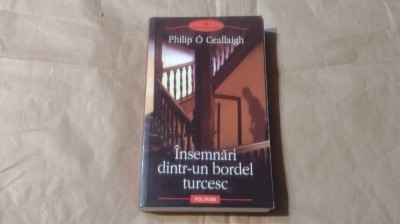 Philip Ó Ceallaigh
Însemnări
dintr-un bordel
turcesc
POLIROM